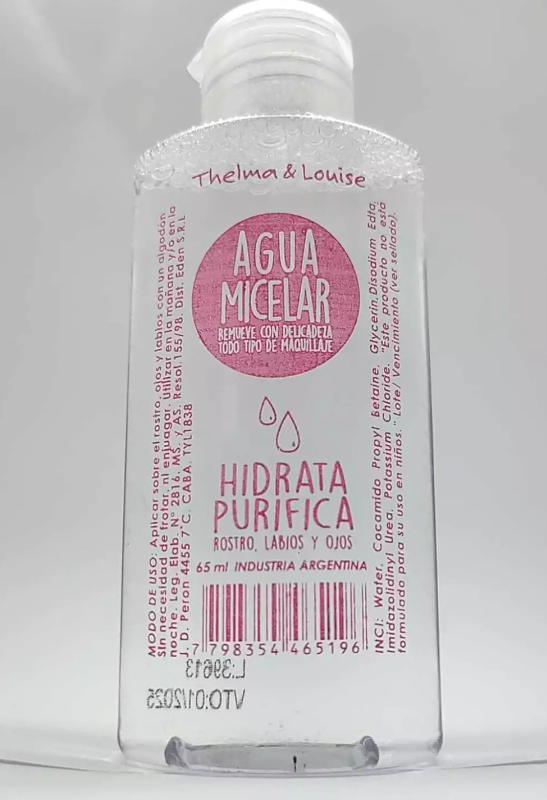 Thelma & Louise
AGUA
MICELAR
REMUEVE CON DELICADEZA
TODO TIPO DE MAQUILLAJE
HIDRATA
PURIFICA
ROSTRO, LABIOS Y OJOS
65 ml INDUSTRIA ARGENTINA
7 798354 465196
L:39613
VTO:01/2025
MODO DE USO: Aplicar sobre el rostro, ojos y labios con un algodón
Sin necesidad de frotar, ni enjuagar. Utilizar en la mañana y/o en la
noche. Leg. Elab. N° 2816. MS. y AS. Resol. 155/98. Dist. Eden S.R.L
J. D. Peron 4455 7°C. CABA. TYL1838
INCI: Water, Cocamido Propyl Betaine, Glycerin, Disodium Edta,
Imidazolidinyl Urea, Potassium Chloride. "Este producto no está
formulado para su uso en niños." Lote/ Vencimiento (ver sellado).